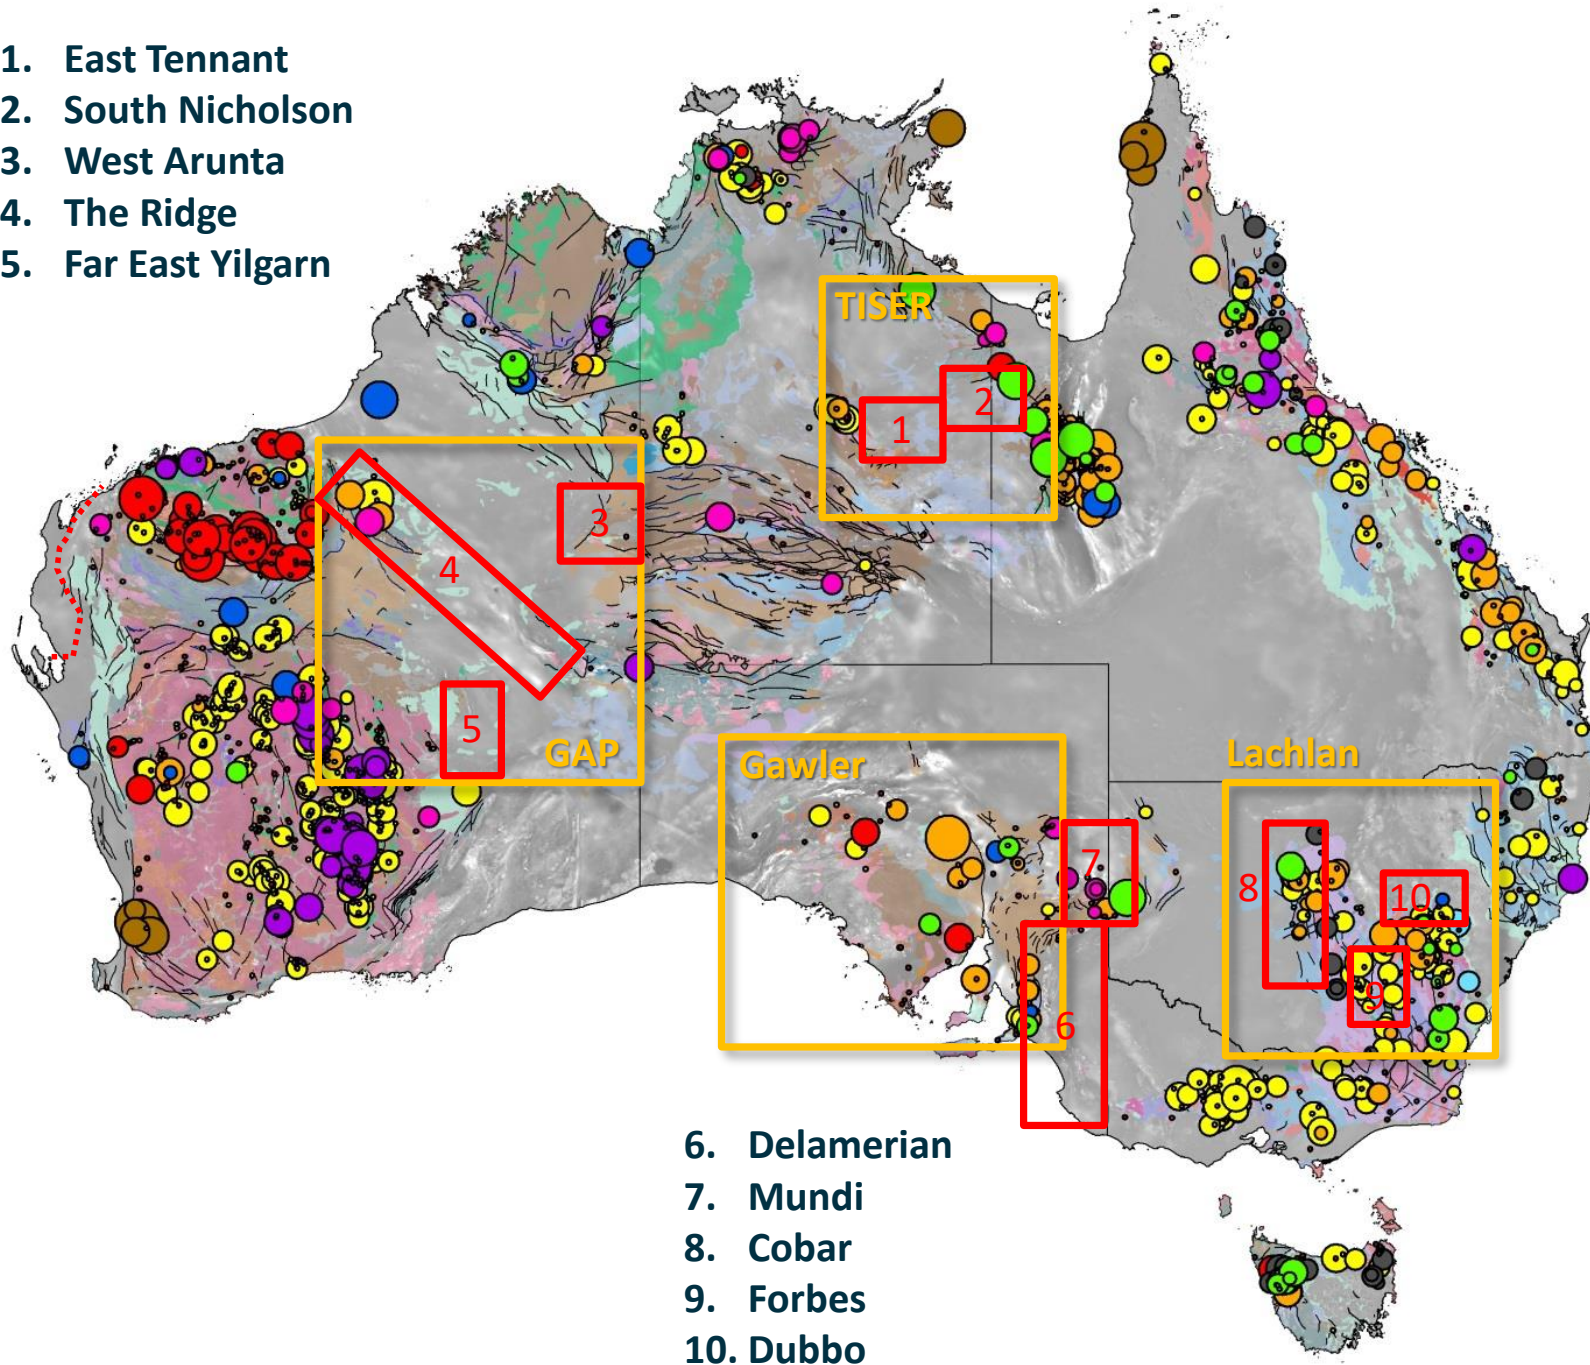 1. East Tennant
2. South Nicholson
3. West Arunta
4. The Ridge
5. Far East Yilgarn
TISER
1
2
3
4
5
GAP
Gawler
Lachlan
7
8
10
9
6
6. Delamerian
7. Mundi
8. Cobar
9. Forbes
10. Dubbo